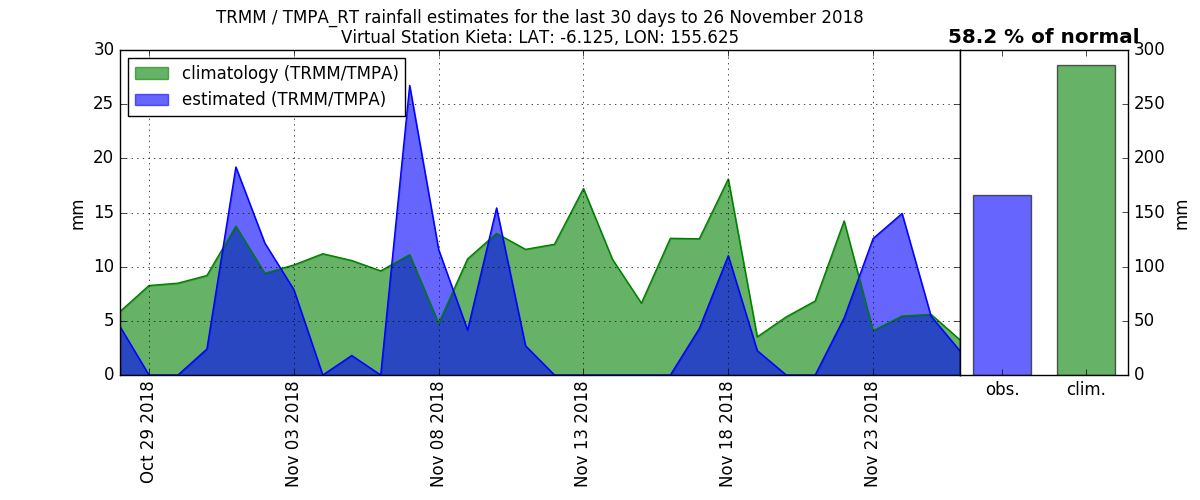 TRMM / TMPA_RT rainfall estimates for the last 30 days to 26 November 2018
Virtual Station Kieta: LAT: -6.125, LON: 155.625
58.2 % of normal
climatology (TRMM/TMPA)
estimated (TRMM/TMPA)
30
25
20
15
10
5
0
mm
Oct 29 2018
Nov 03 2018
Nov 08 2018
Nov 13 2018
Nov 18 2018
Nov 23 2018
obs.
clim.
300
250
200
150
100
50
0
mm